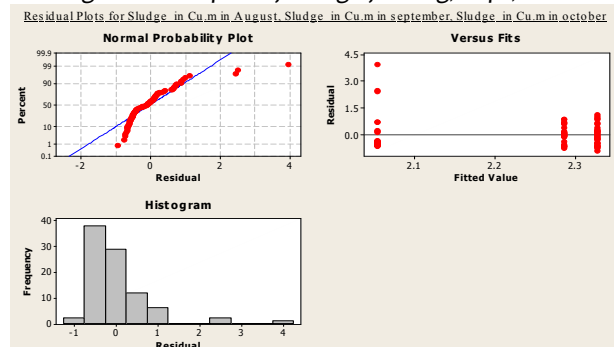 Residual Plots for Sludge in Cu.m in August, Sludge in Cu.m in september, Sludge in Cu.m in october
Normal Probability Plot
99.9
99
90
50
10
1
0.1
Percent
-2 0 2 4
Residual
Versus Fits
4.5
3.0
1.5
0.0
Residual
2.1 2.2 2.3
Fitted Value
Histogram
40
30
20
10
0
Frequency
-1 0 1 2 3 4
Residual